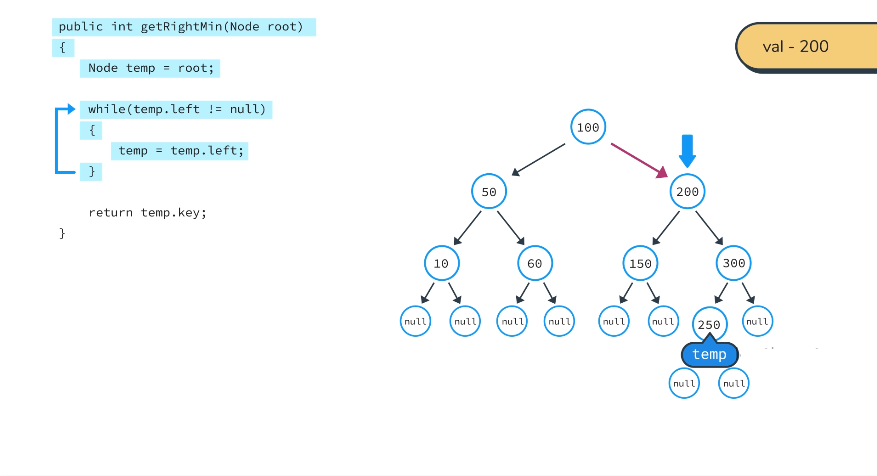 public int getRightMin(Node root)
{
Node temp = root;
while(temp.left != null)
{
temp = temp.left;
}
return temp.key;
}
val - 200
100
50
200
10
60
150
300
null
null
null
null
null
null
250
null
temp
null
null